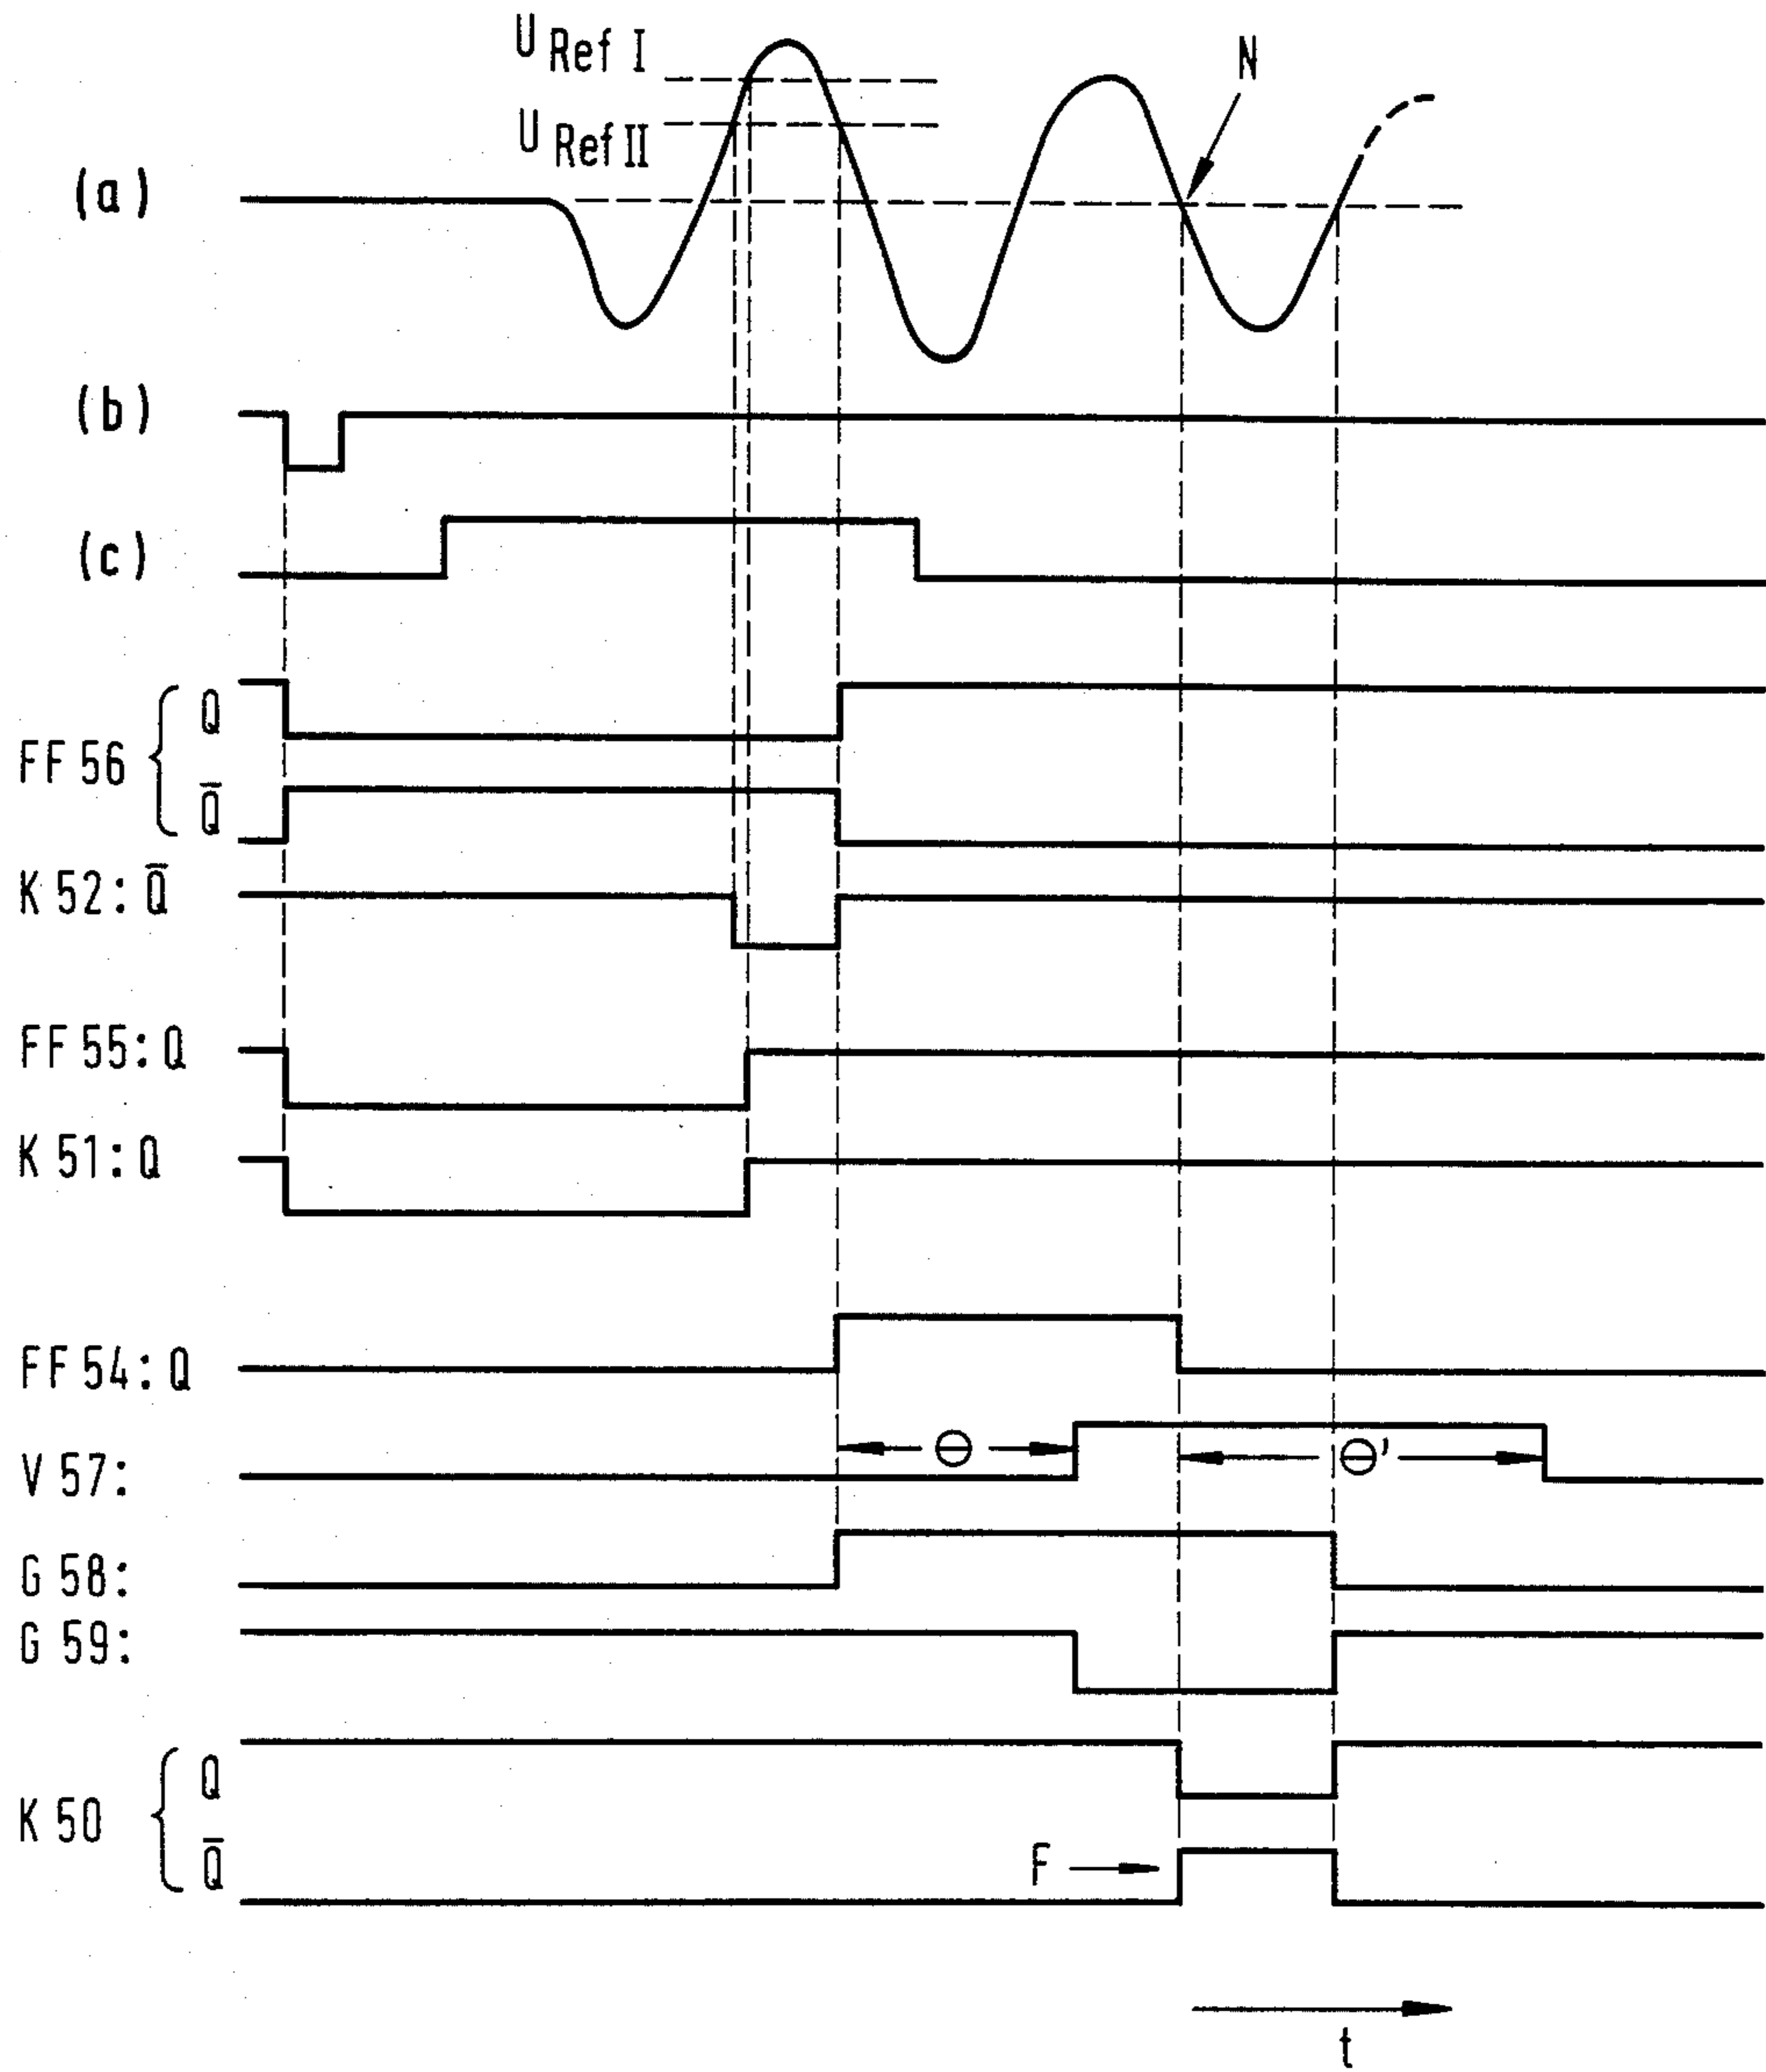 U Ref I
N
U Ref II
(a)
(b)
(c)
FF 56 { Q
Q̄
K 52: Q̄
FF 55: Q
K 51: Q
FF 54: Q
V 57: Θ Θ'
G 58:
G 59:
K 50 { Q
Q̄
F
t